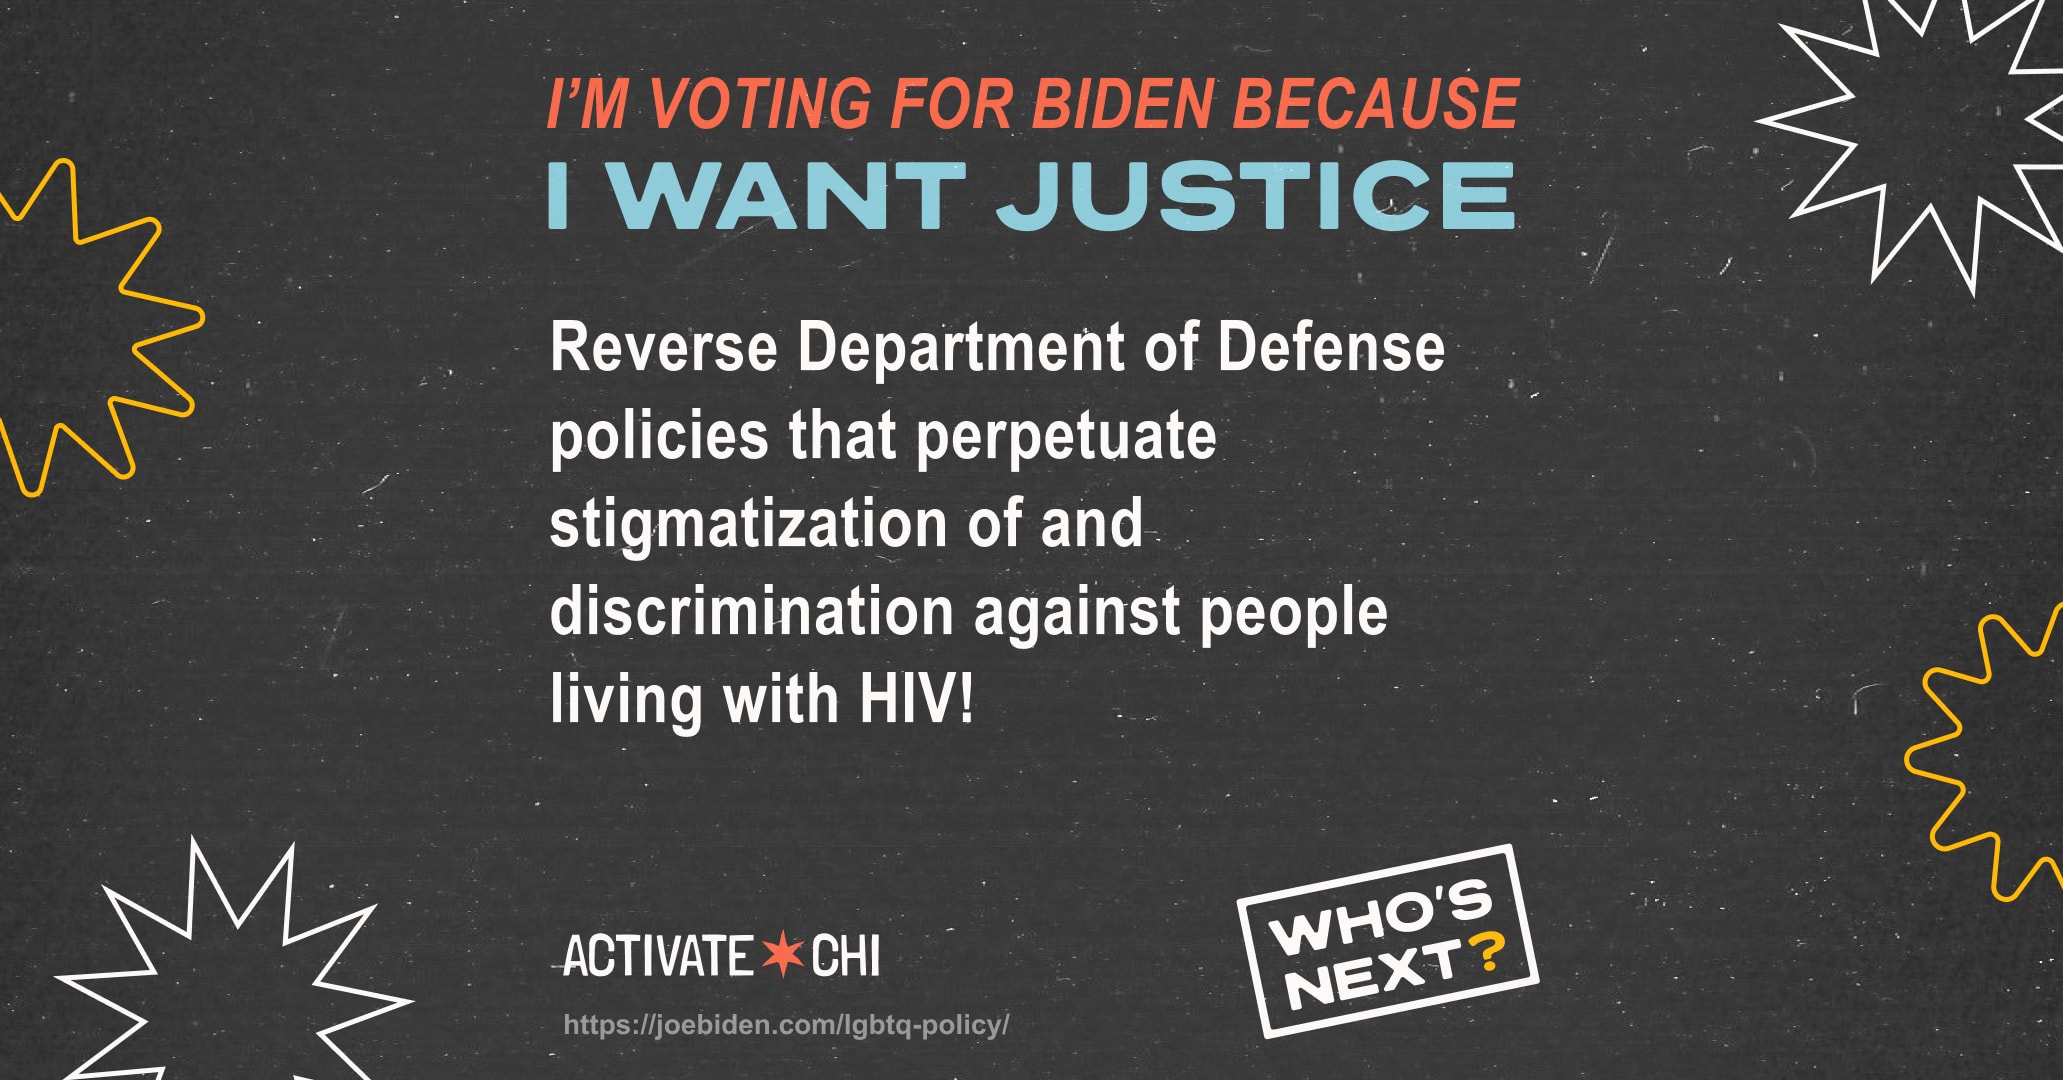 I’M VOTING FOR BIDEN BECAUSE
I WANT JUSTICE
Reverse Department of Defense
policies that perpetuate
stigmatization of and
discrimination against people
living with HIV!
ACTIVATE CHI
https://joebiden.com/lgbtq-policy/
WHO'S
NEXT?